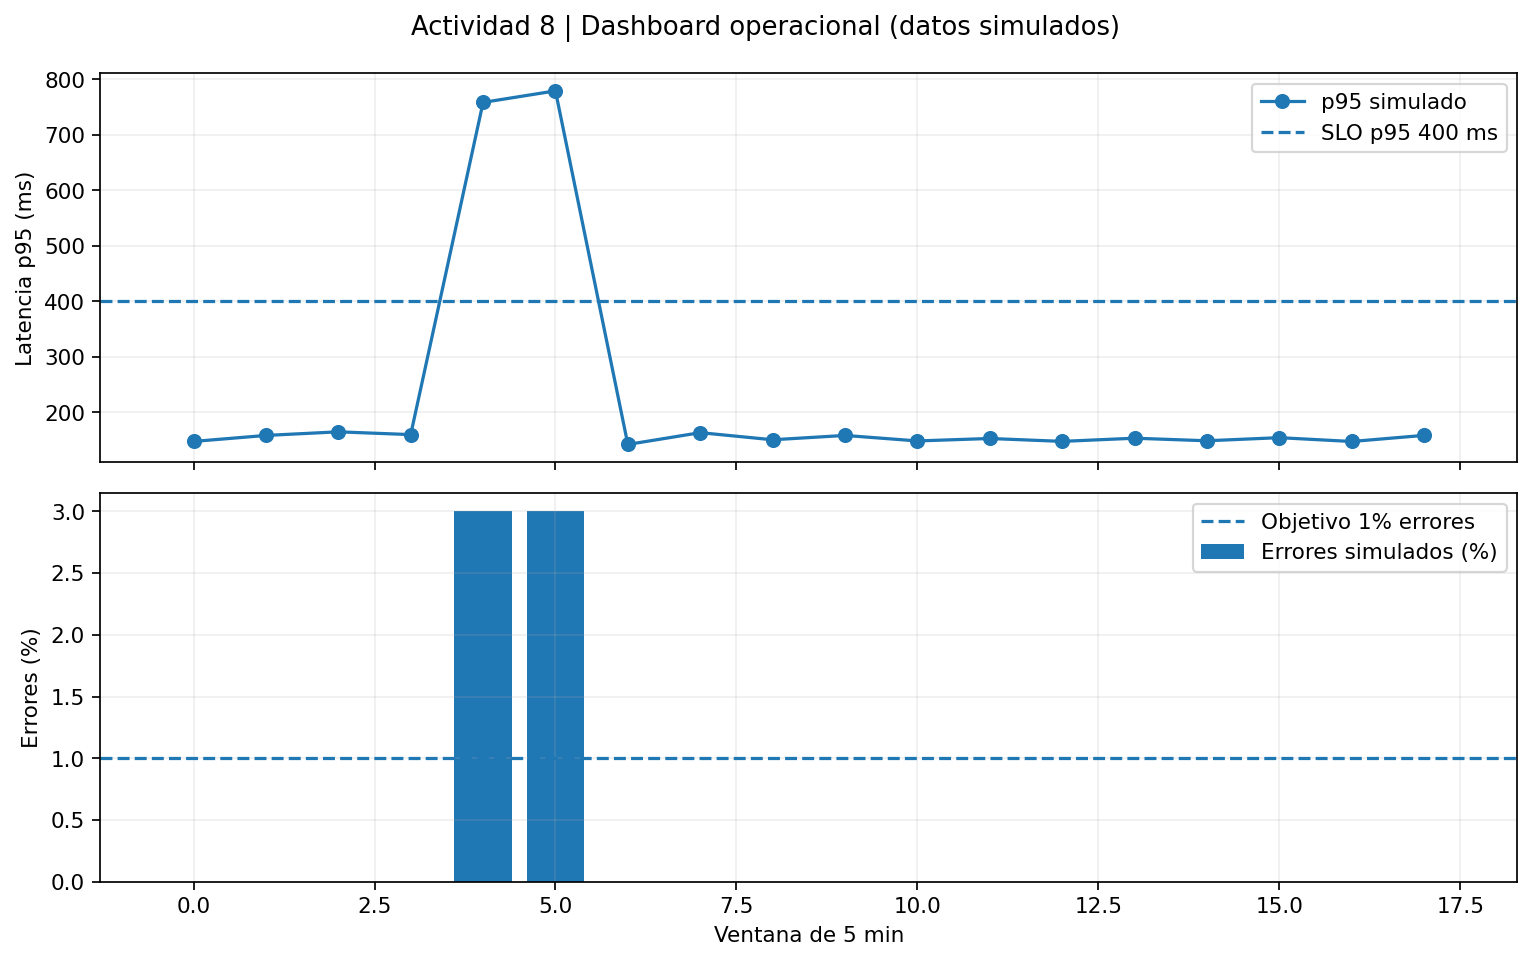 Actividad 8 | Dashboard operacional (datos simulados)
800
700
600
500
400
300
200
Latencia p95 (ms)
p95 simulado
SLO p95 400 ms
3.0
2.5
2.0
1.5
1.0
0.5
0.0
Errores (%)
Objetivo 1% errores
Errores simulados (%)
0.0 2.5 5.0 7.5 10.0 12.5 15.0 17.5
Ventana de 5 min